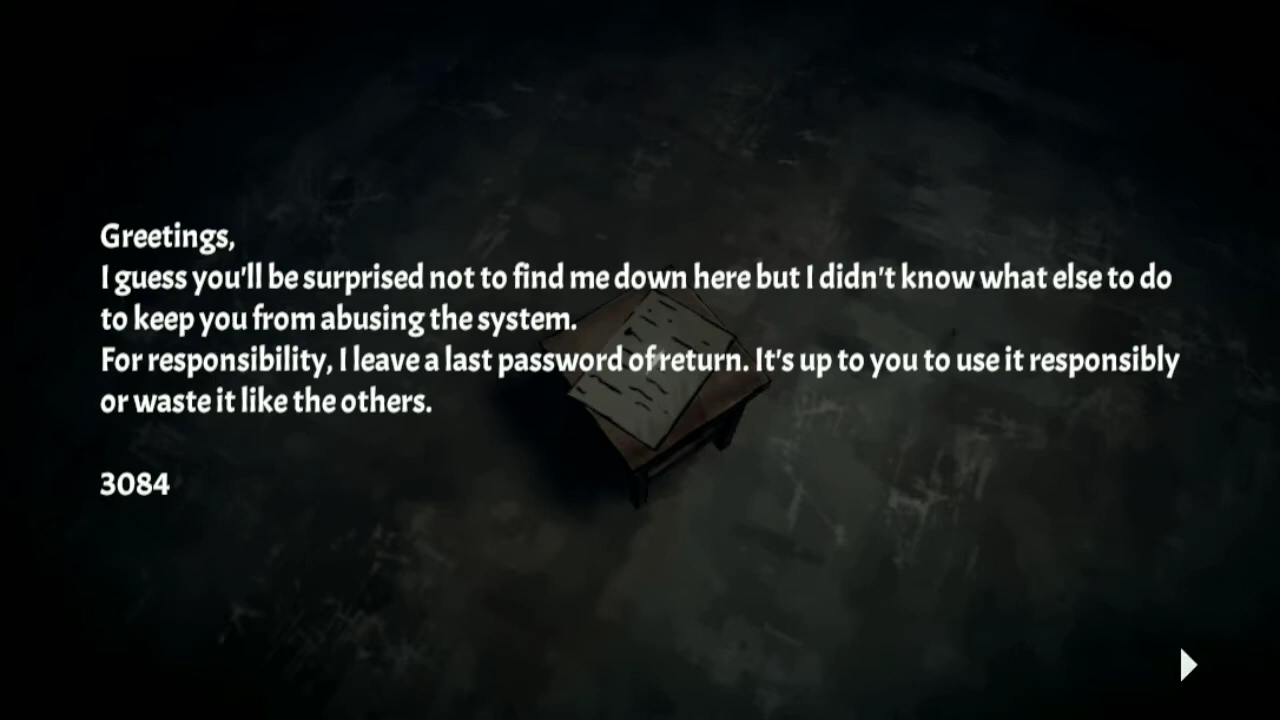 Greetings,
I guess you'll be surprised not to find me down here but I didn't know what else to do
to keep you from abusing the system.
For responsibility, I leave a last password of return. It's up to you to use it responsibly
or waste it like the others.
3084